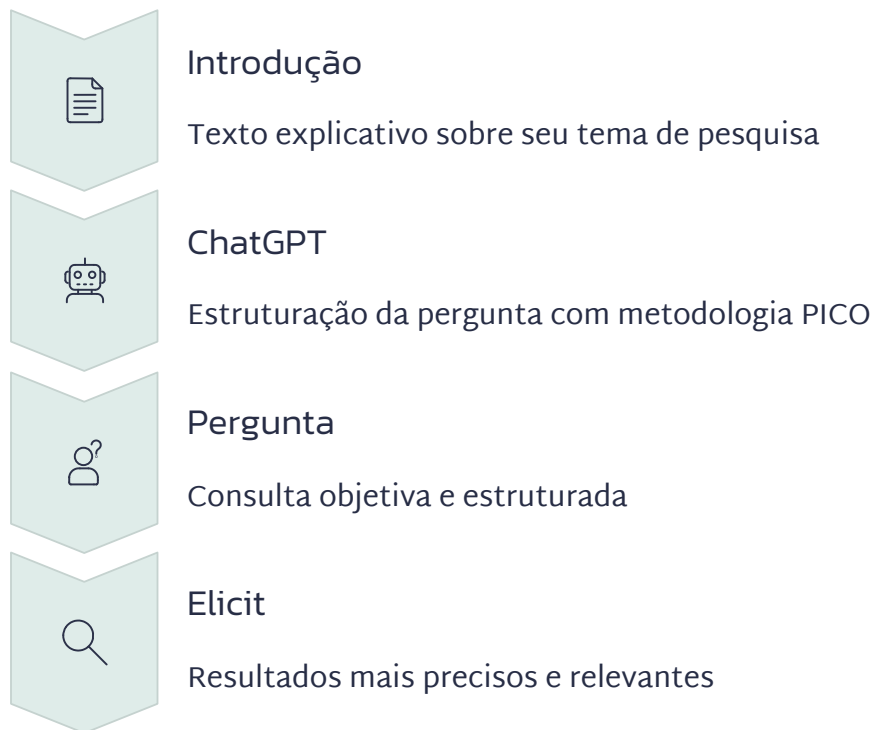 Introdução
Texto explicativo sobre seu tema de pesquisa
ChatGPT
Estruturação da pergunta com metodologia PICO
Pergunta
Consulta objetiva e estruturada
Elicit
Resultados mais precisos e relevantes